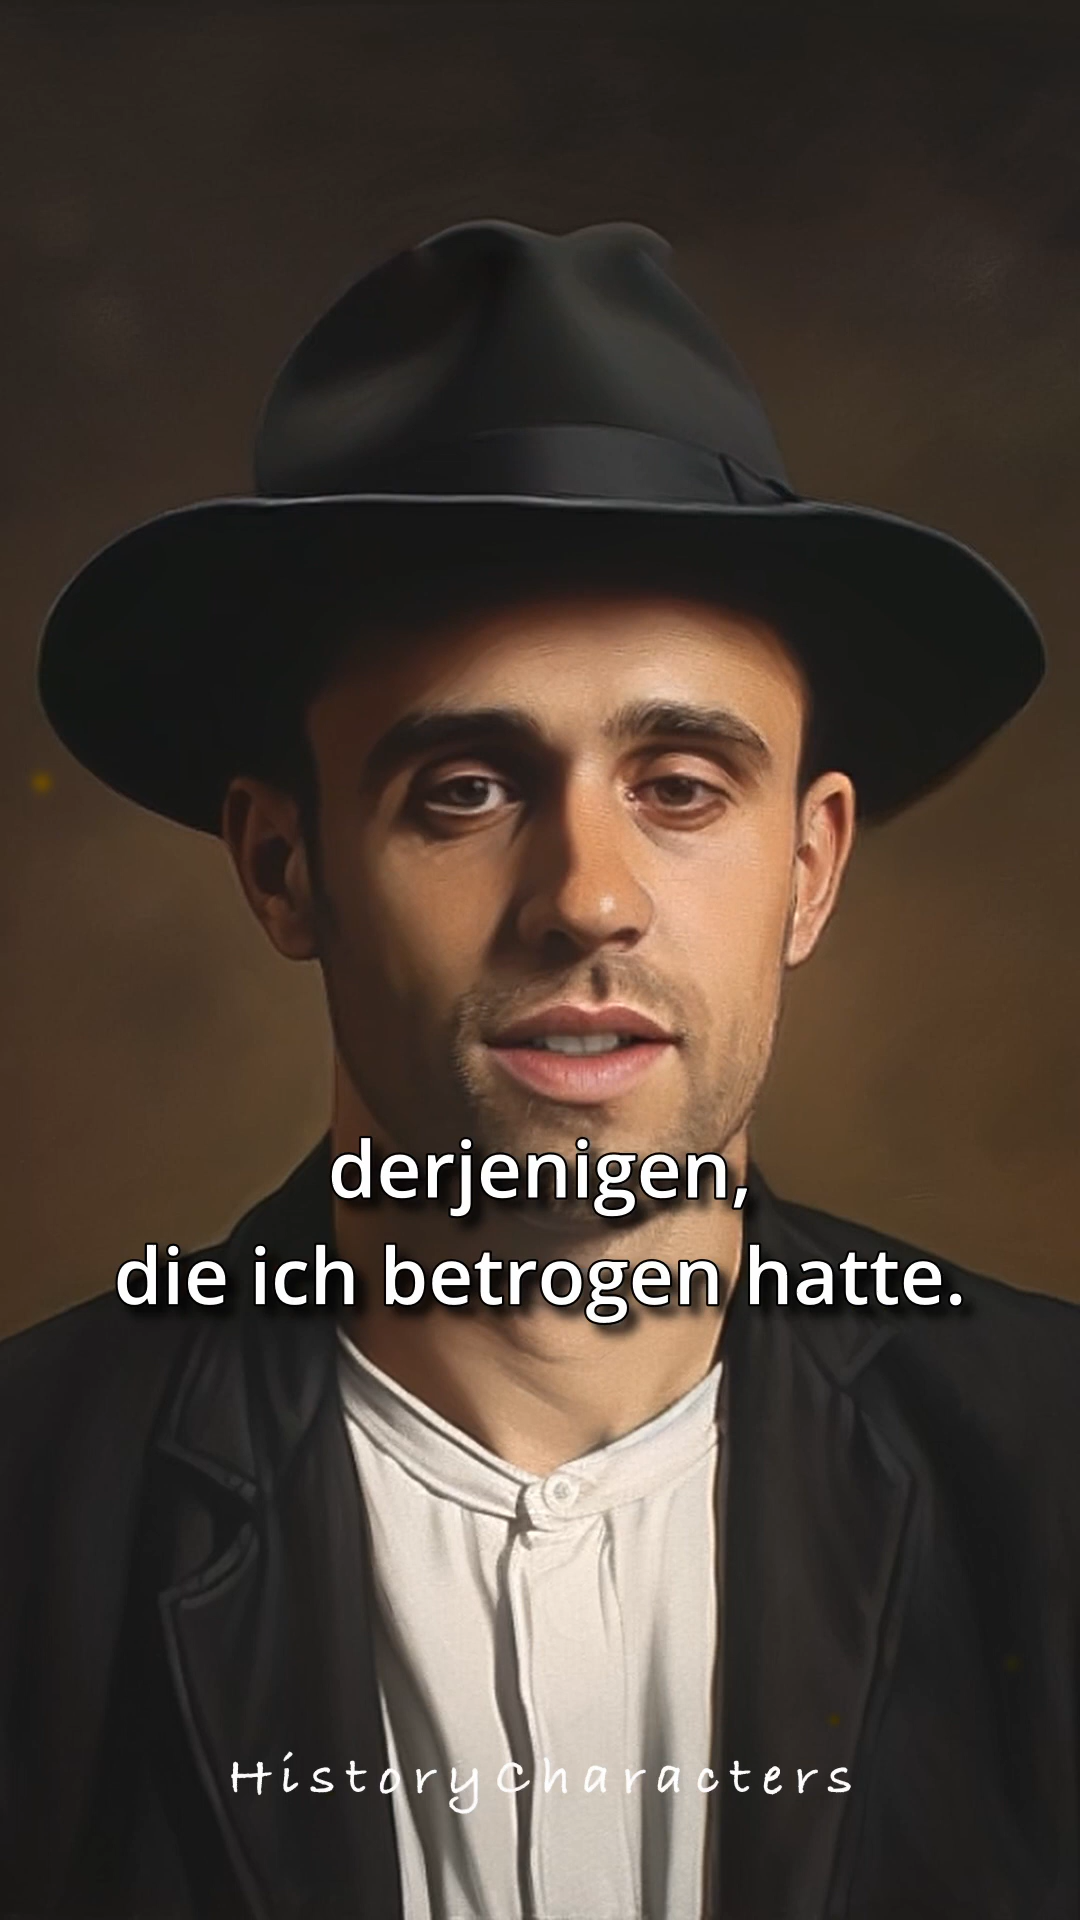 derjenigen,
die ich betrogen hatte.
HistoryCharacters